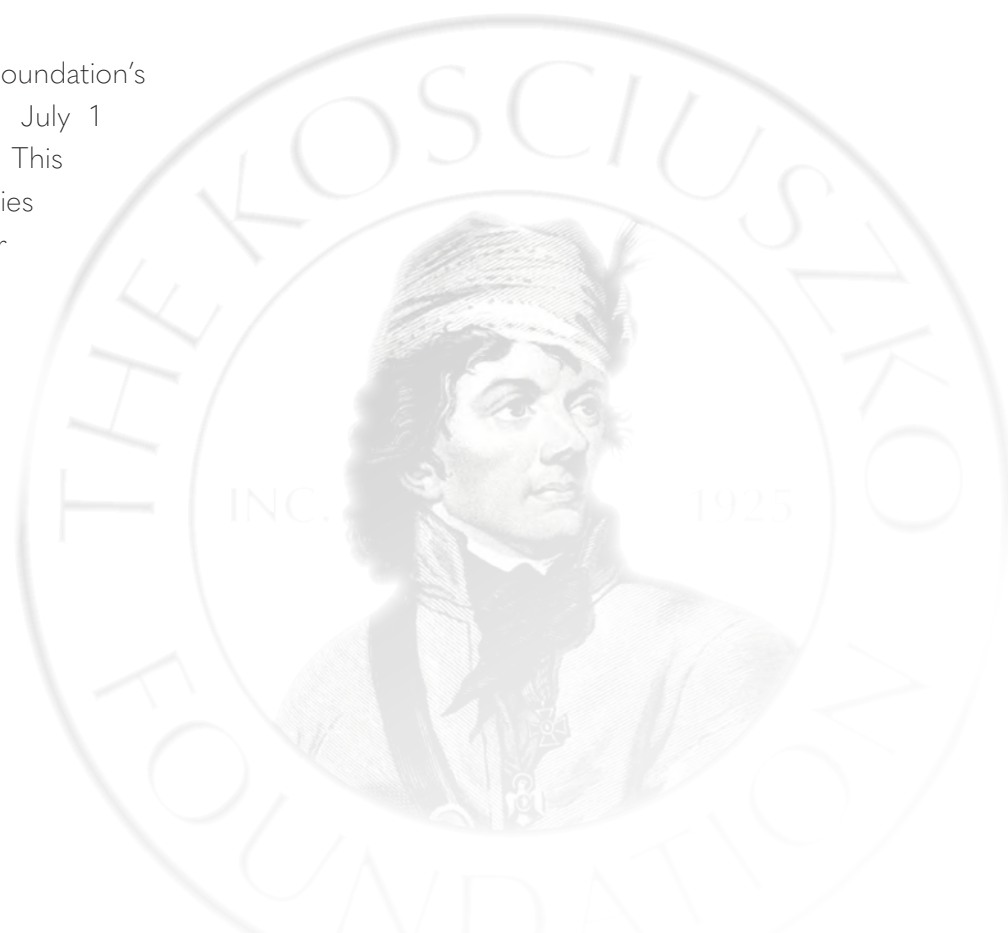 oundation's
July 1
This
ies
r
THE KOSCIUSZKO
INC. 1925
FOUNDATION